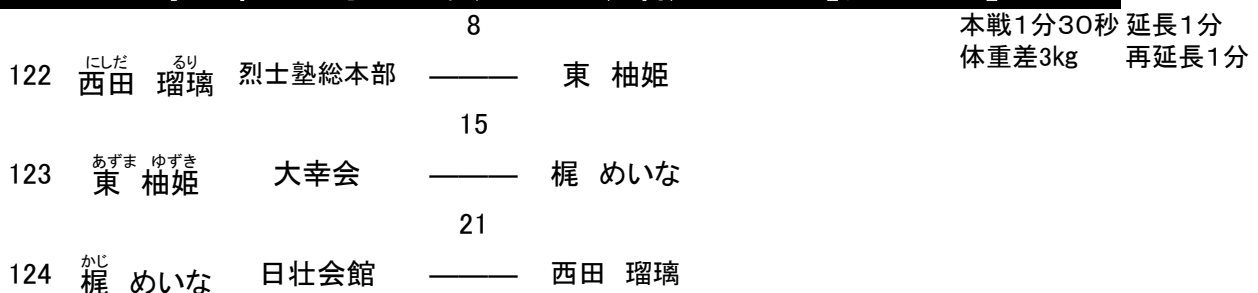 8
本戦1分30秒 延長1分
体重差3kg 再延長1分
にしだ るり
122 西田 瑠璃 烈士塾総本部 ――― 東 柚姫
15
あずま ゆずき
123 東 柚姫 大幸会 ――― 梶 めいな
21
かじ
124 梶 めいな 日壮会館 ――― 西田 瑠璃